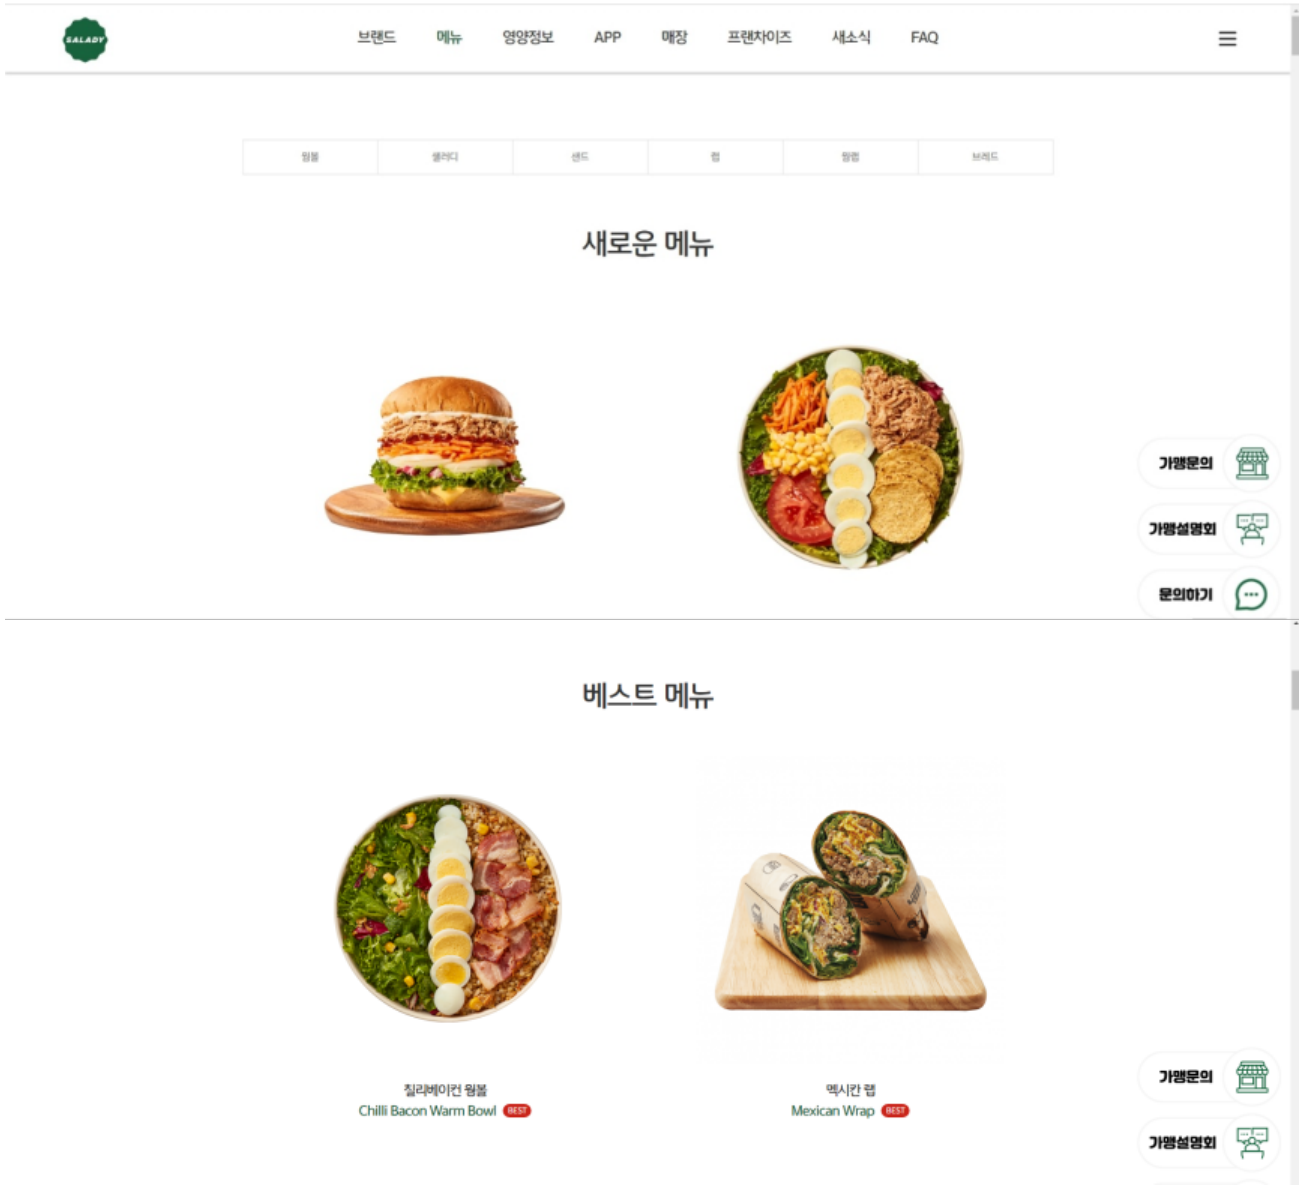 SALADY
브랜드 메뉴 영양정보 APP 매장 프랜차이즈 새소식 FAQ
웜볼 샐러디 샌드 랩 웜랩 브레드
새로운 메뉴
가맹문의
가맹설명회
문의하기
베스트 메뉴
칠리베이컨 웜볼
Chilli Bacon Warm Bowl BEST
멕시칸 랩
Mexican Wrap BEST
가맹문의
가맹설명회